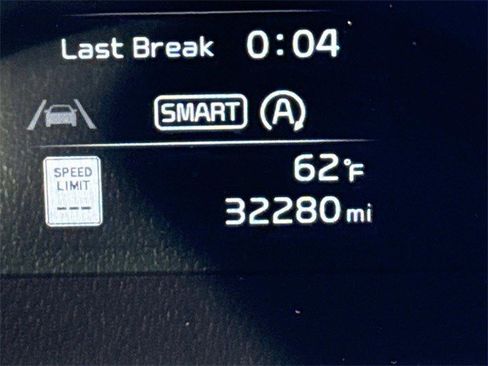 Last Break 0:04
SMART A
SPEED
LIMIT
---
62°F
32280 mi